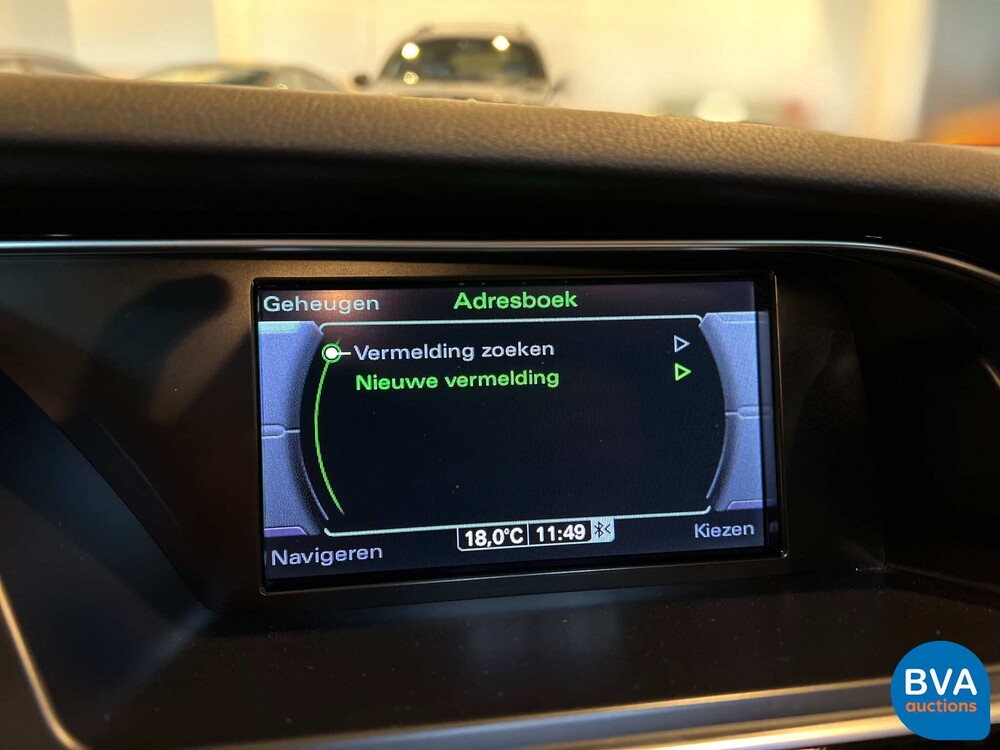 Geheugen
Adresboek
Vermelding zoeken
Nieuwe vermelding
18,0°C 11:49
Navigeren
Kiezen
BVA
auctions